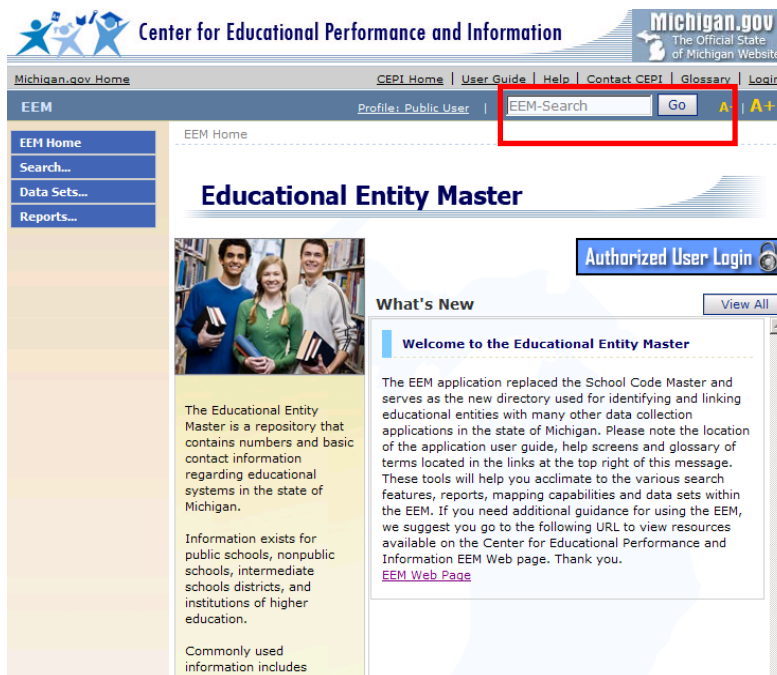 Center for Educational Performance and Information
Michigan.gov
The Official State
of Michigan Website
Michigan.gov Home
CEPI Home | User Guide | Help | Contact CEPI | Glossary | Login
EEM
Profile: Public User | EEM-Search Go A- | A+
EEM Home
Search...
Data Sets...
Reports...
EEM Home
Educational Entity Master
Authorized User Login
What's New
View All
Welcome to the Educational Entity Master
The EEM application replaced the School Code Master and
serves as the new directory used for identifying and linking
educational entities with many other data collection
applications in the state of Michigan. Please note the location
of the application user guide, help screens and glossary of
terms located in the links at the top right of this message.
These tools will help you acclimate to the various search
features, reports, mapping capabilities and data sets within
the EEM. If you need additional guidance for using the EEM,
we suggest you go to the following URL to view resources
available on the Center for Educational Performance and
Information EEM Web page. Thank you.
EEM Web Page
The Educational Entity
Master is a repository that
contains numbers and basic
contact information
regarding educational
systems in the state of
Michigan.
Information exists for
public schools, nonpublic
schools, intermediate
schools districts, and
institutions of higher
education.
Commonly used
information includes